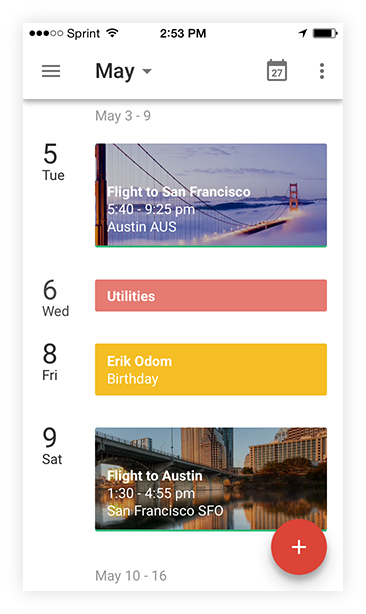 Sprint 2:53 PM
May 27
May 3 - 9
5
Tue
Flight to San Francisco
5:40 - 9:25 pm
Austin AUS
6
Wed
Utilities
8
Fri
Erik Odom
Birthday
9
Sat
Flight to Austin
1:30 - 4:55 pm
San Francisco SFO
+
May 10 - 16